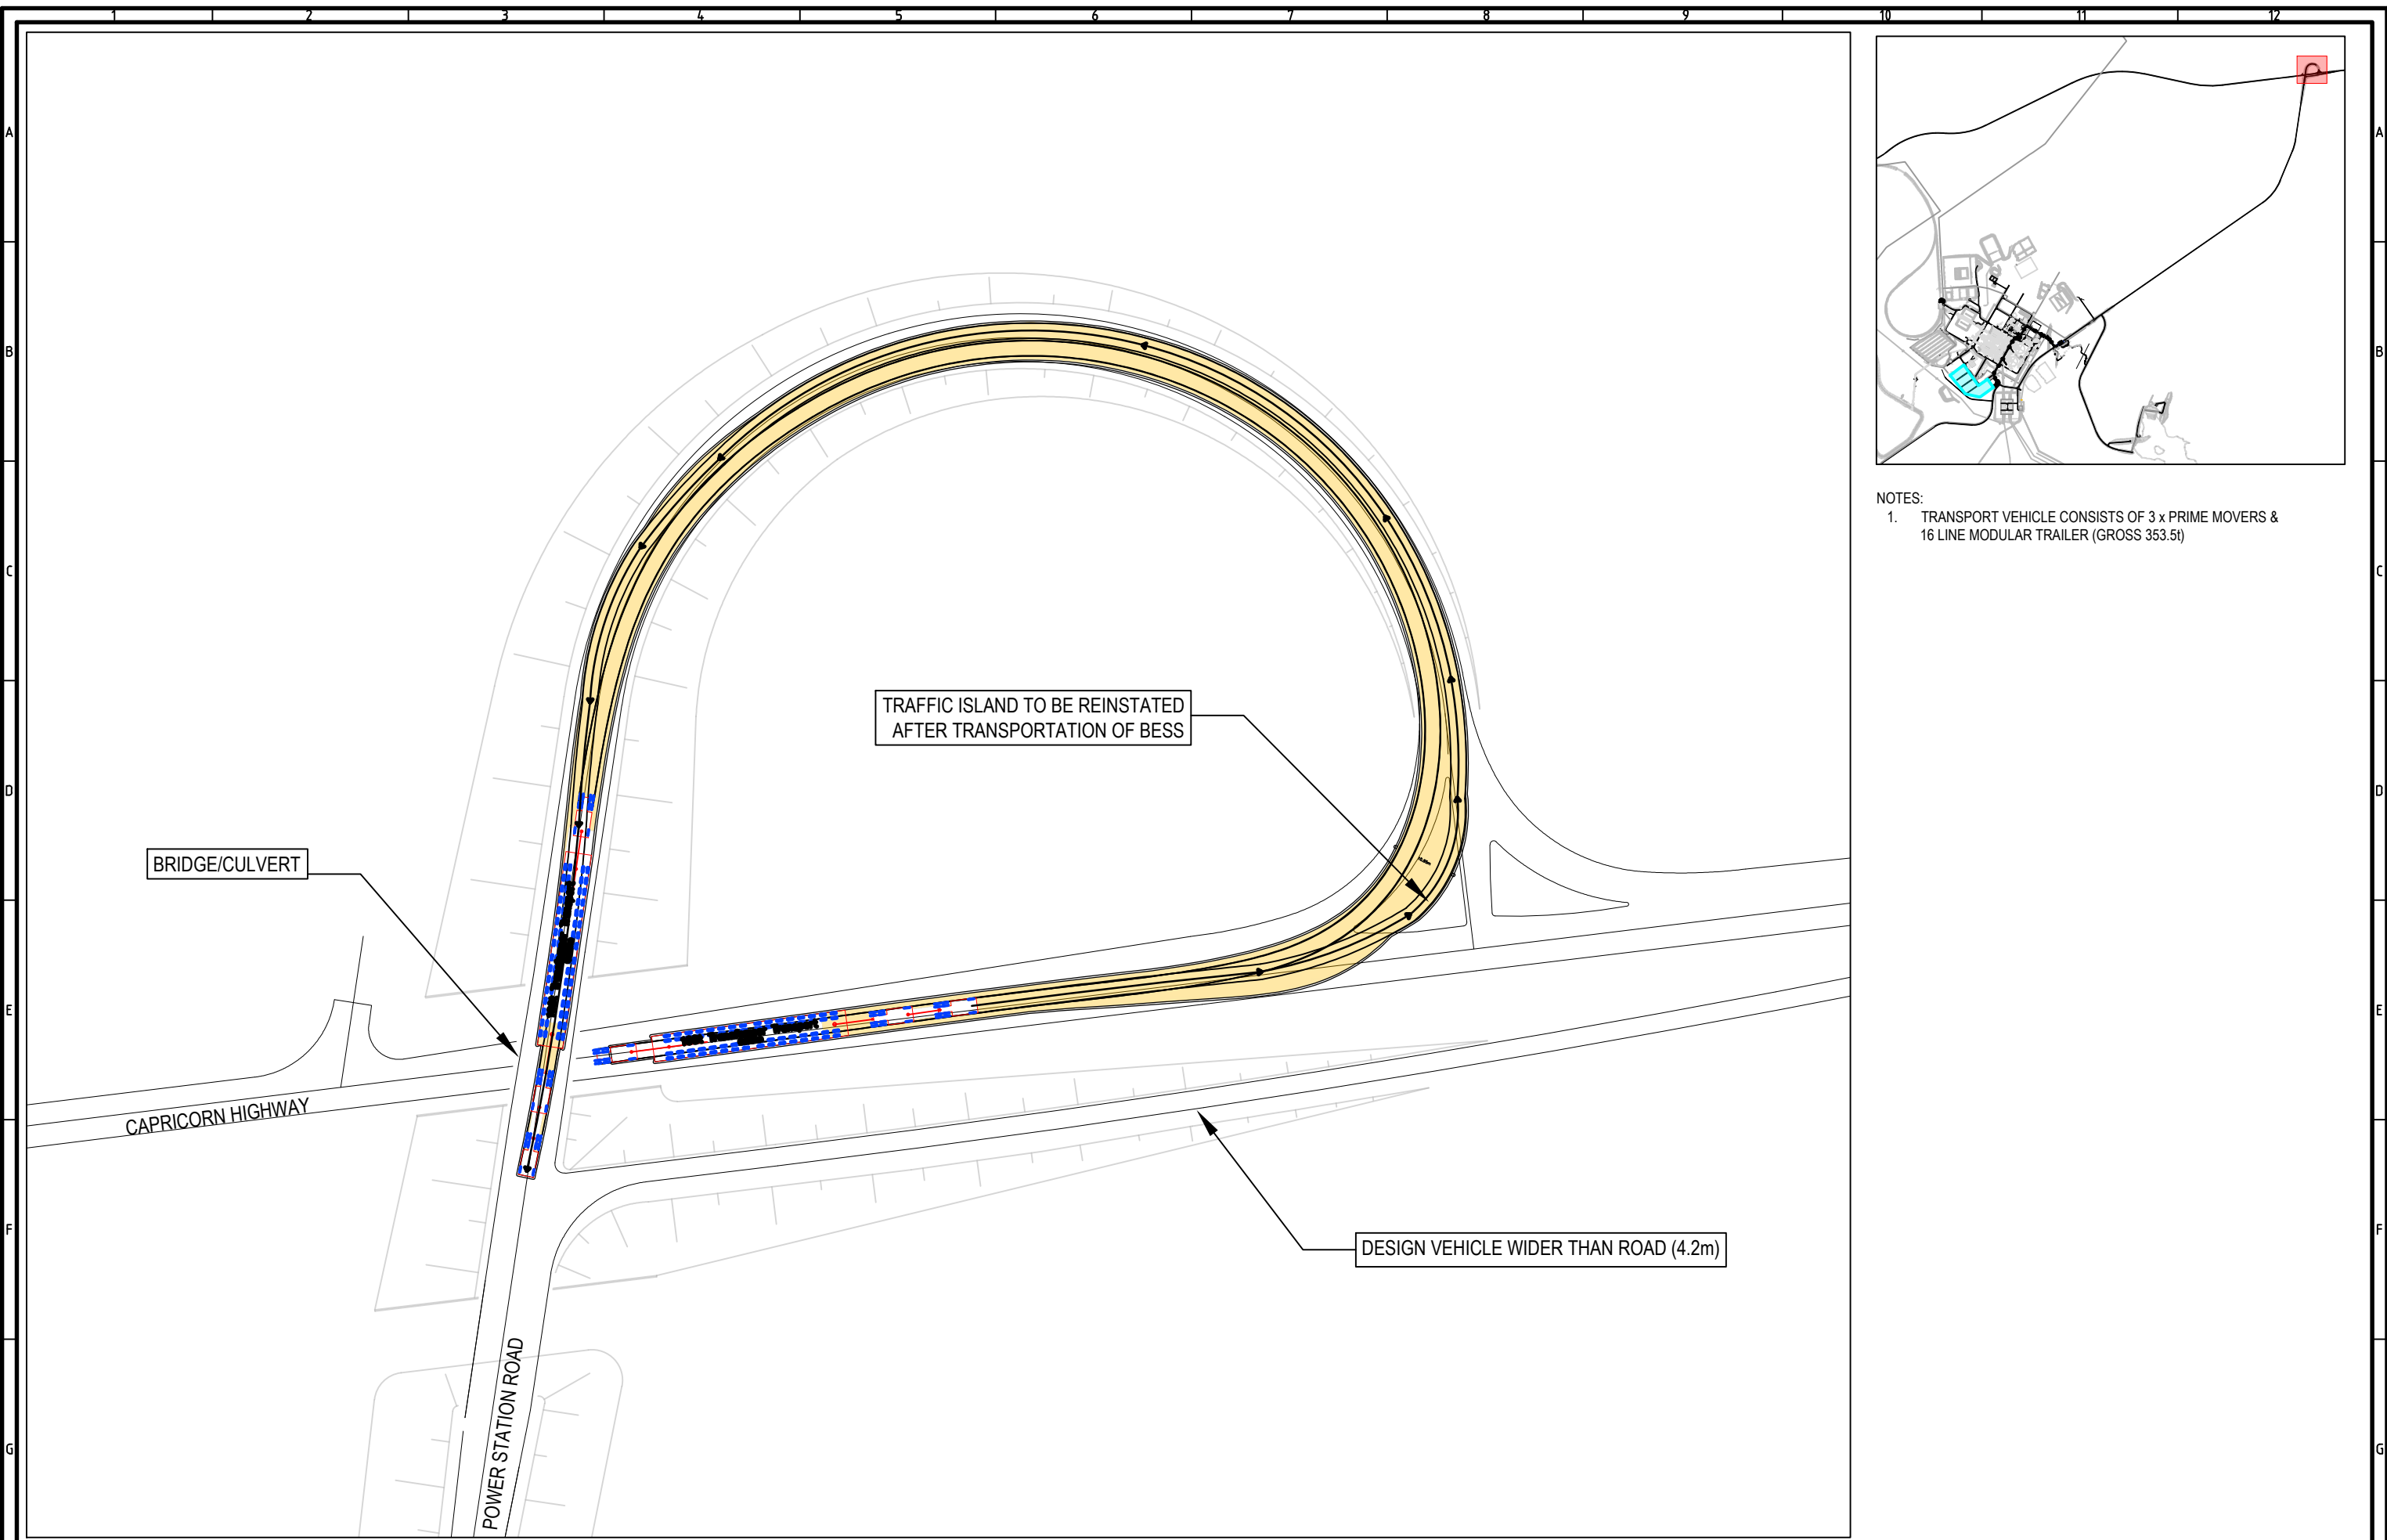 1 2 3 4 5 6 7 8 9 10 11 12
A A
B B
C C
D D
E E
F F
G G
NOTES:
1. TRANSPORT VEHICLE CONSISTS OF 3 x PRIME MOVERS &
16 LINE MODULAR TRAILER (GROSS 353.5t)
TRAFFIC ISLAND TO BE REINSTATED
AFTER TRANSPORTATION OF BESS
BRIDGE/CULVERT
CAPRICORN HIGHWAY
DESIGN VEHICLE WIDER THAN ROAD (4.2m)
POWER STATION ROAD